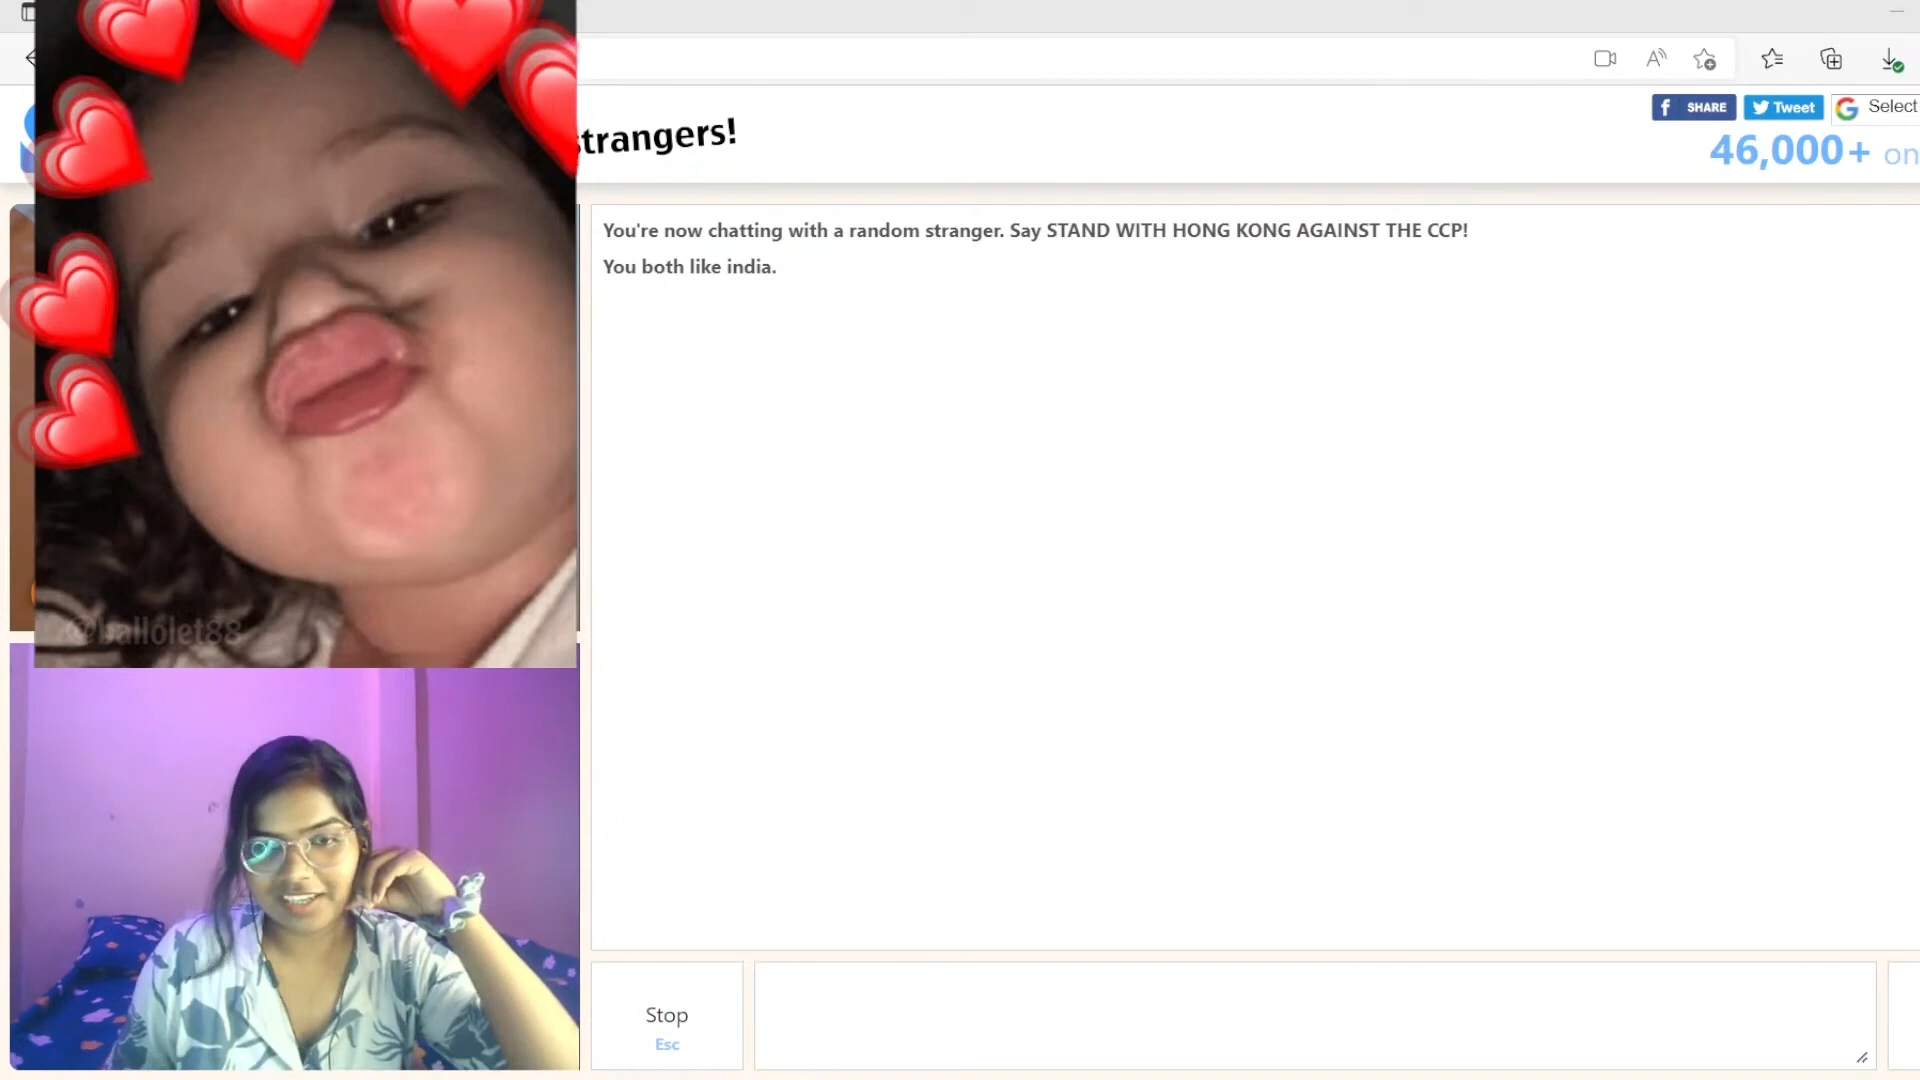 strangers!
SHARE
Tweet
Select
46,000+ on
You're now chatting with a random stranger. Say STAND WITH HONG KONG AGAINST THE CCP!
You both like india.
@ballolet88
Stop
Esc